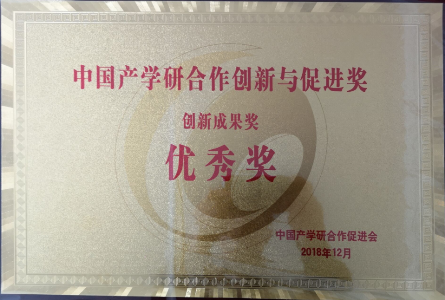 中国产学研合作创新与促进奖
创新成果奖
优秀奖
中国产学研合作促进会
2018年12月